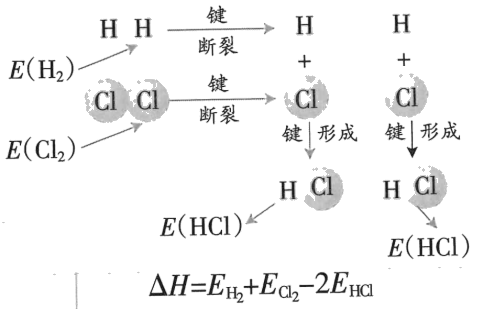 H H 键 断裂 H H
E(H₂) + +
Cl Cl 键 断裂 Cl Cl
E(Cl₂) 键 形成 键 形成
H Cl H Cl
E(HCl) E(HCl)
ΔH=E_H₂+E_Cl₂−2E_HCl